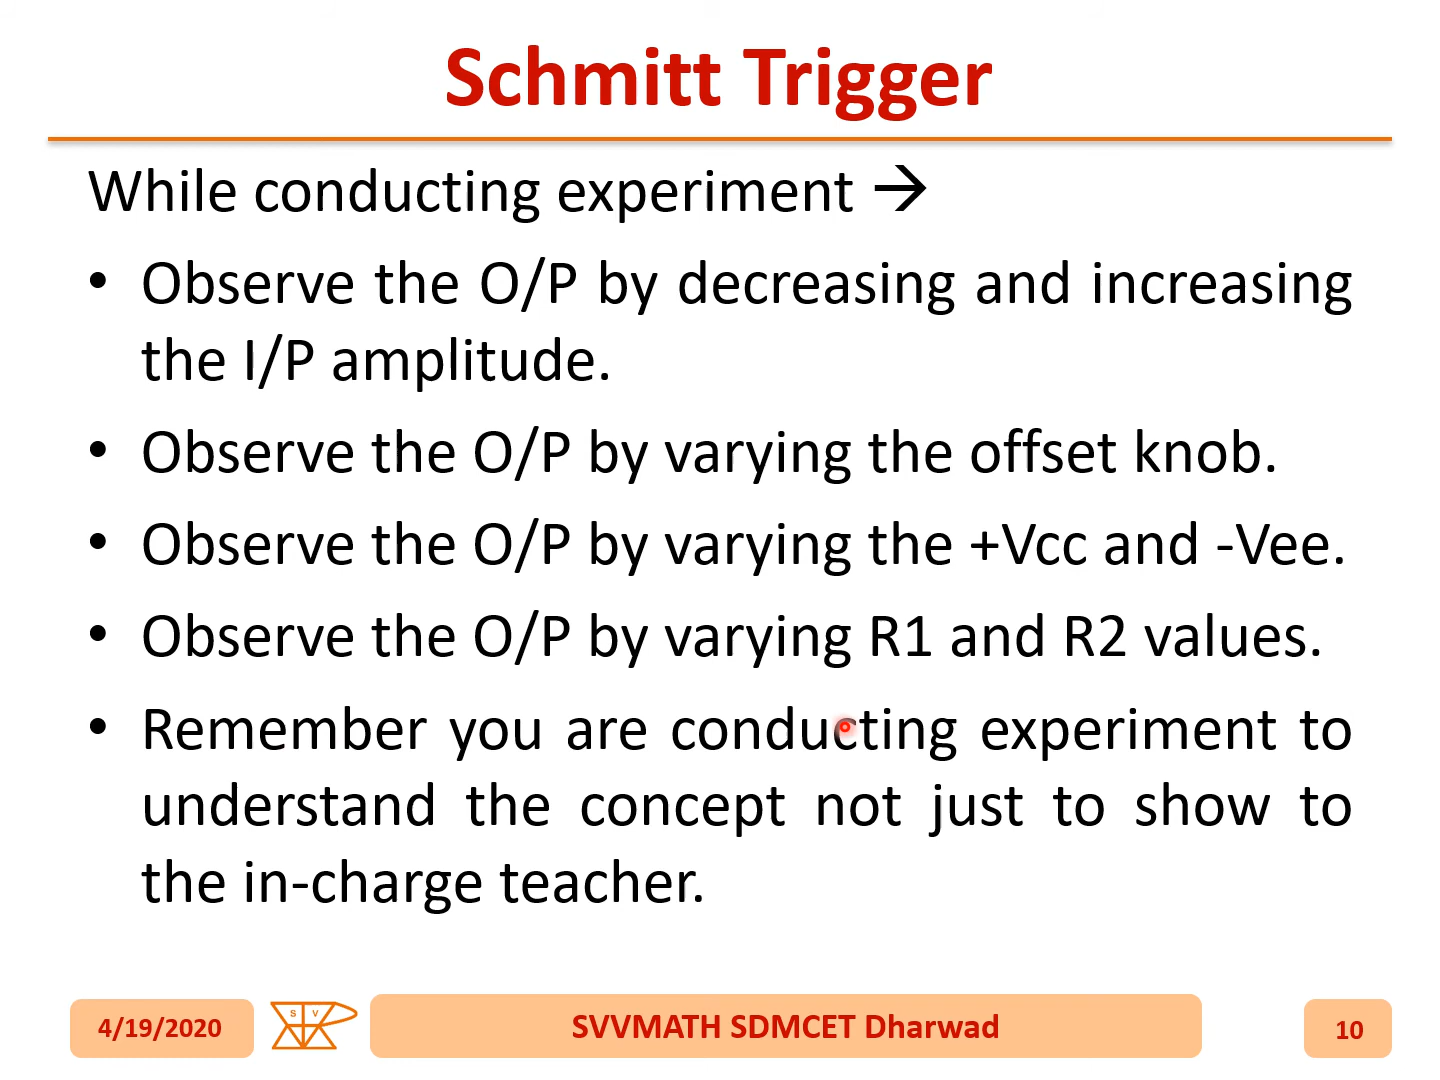 Schmitt Trigger
While conducting experiment →
• Observe the O/P by decreasing and increasing
the I/P amplitude.
• Observe the O/P by varying the offset knob.
• Observe the O/P by varying the +Vcc and -Vee.
• Observe the O/P by varying R1 and R2 values.
• Remember you are conducting experiment to
understand the concept not just to show to
the in-charge teacher.
4/19/2020
S V
SVVMATH SDMCET Dharwad
10